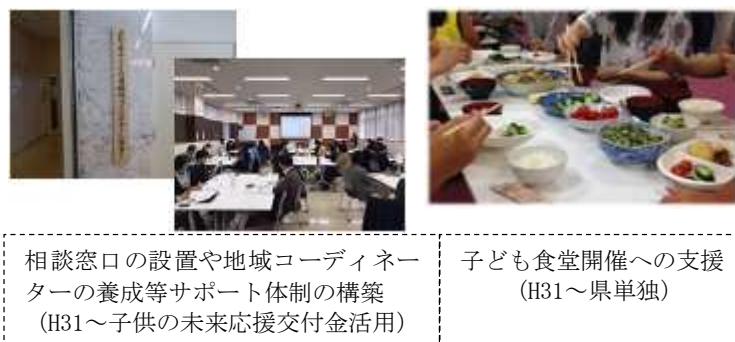 相談窓口の設置や地域コーディネー
ターの養成等サポート体制の構築
（H31～子供の未来応援交付金活用）
子ども食堂開催への支援
（H31～県単独）